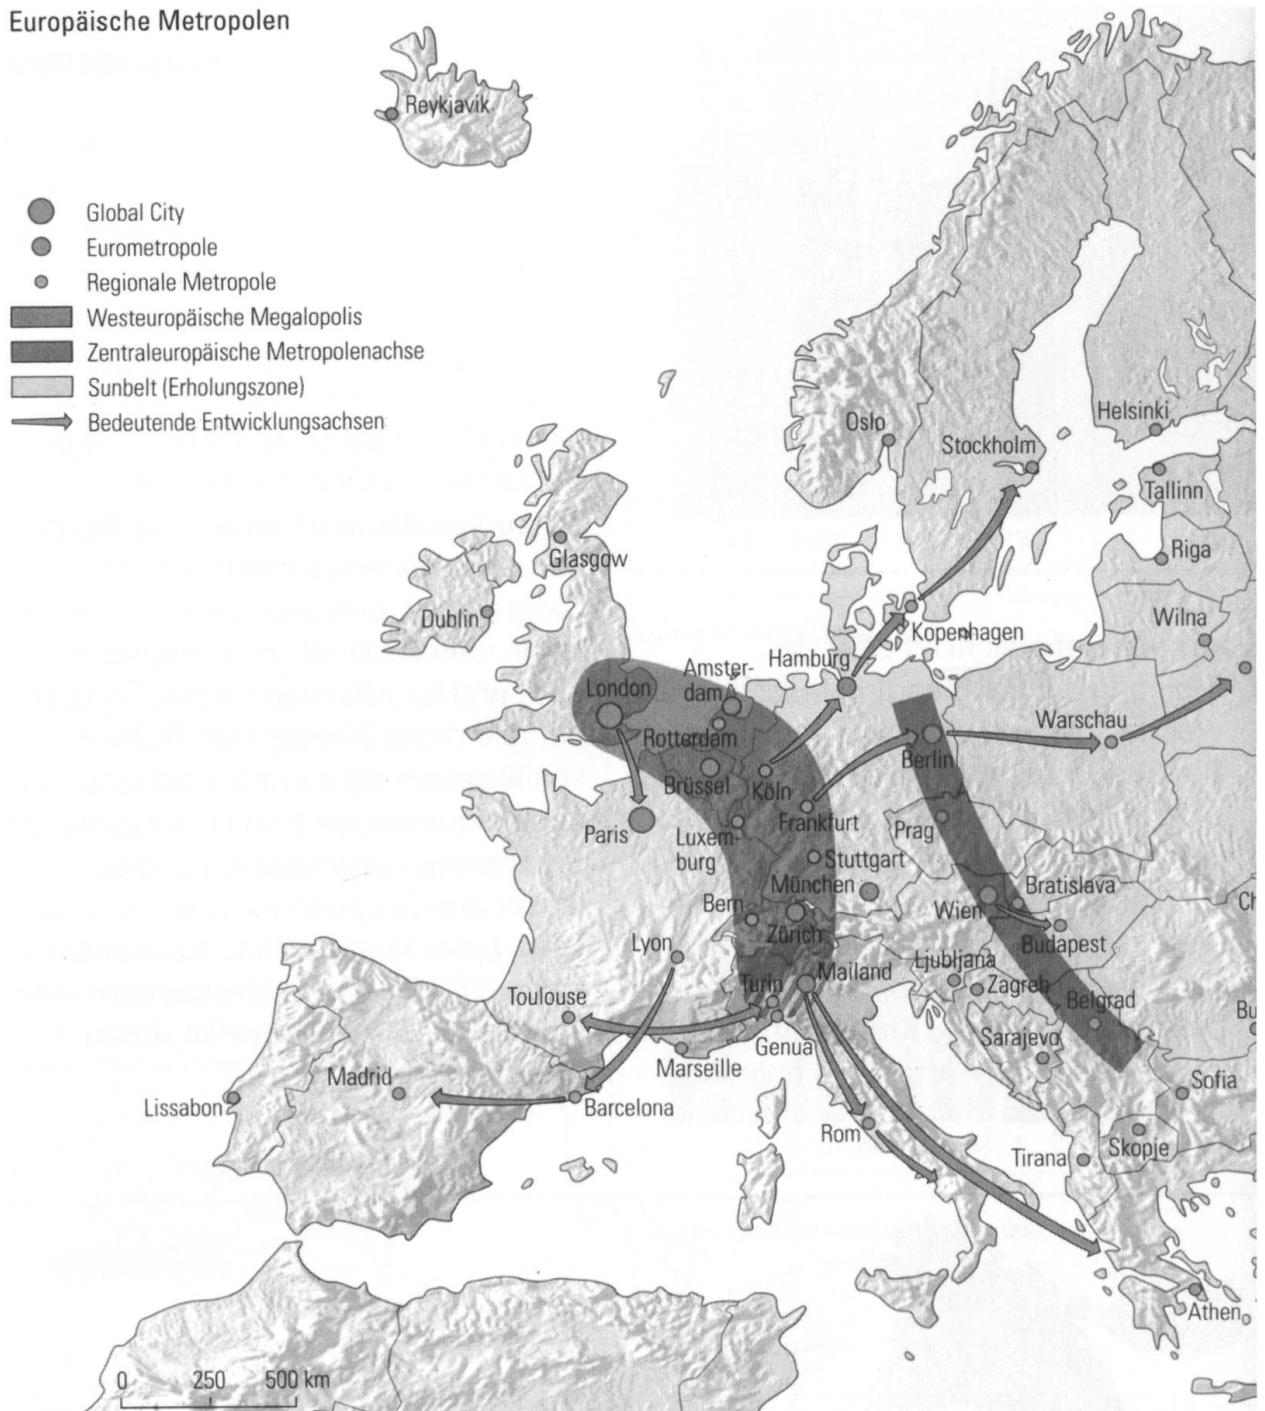 Europäische Metropolen
Reykjavik
Global City
Eurometropole
Regionale Metropole
Westeuropäische Megalopolis
Zentraleuropäische Metropolenachse
Sunbelt (Erholungszone)
Bedeutende Entwicklungsachsen
Helsinki
Oslo
Stockholm
Tallinn
Riga
Glasgow
Dublin
Wilna
Kopenhagen
Hamburg
Amster-
dam
London
Warschau
Rotterdam
Berlin
Brüssel
Köln
Paris
Frankfurt
Prag
Luxem-
burg
Stuttgart
München
Bratislava
Bern
Wien
Ch
Zürich
Budapest
Lyon
Ljubljana
Mailand
Turin
Zagreb
Toulouse
Belgrad
Bu
Sarajevo
Genua
Marseille
Madrid
Sofia
Lissabon
Barcelona
Rom
Skopje
Tirana
Athen
0 250 500 km